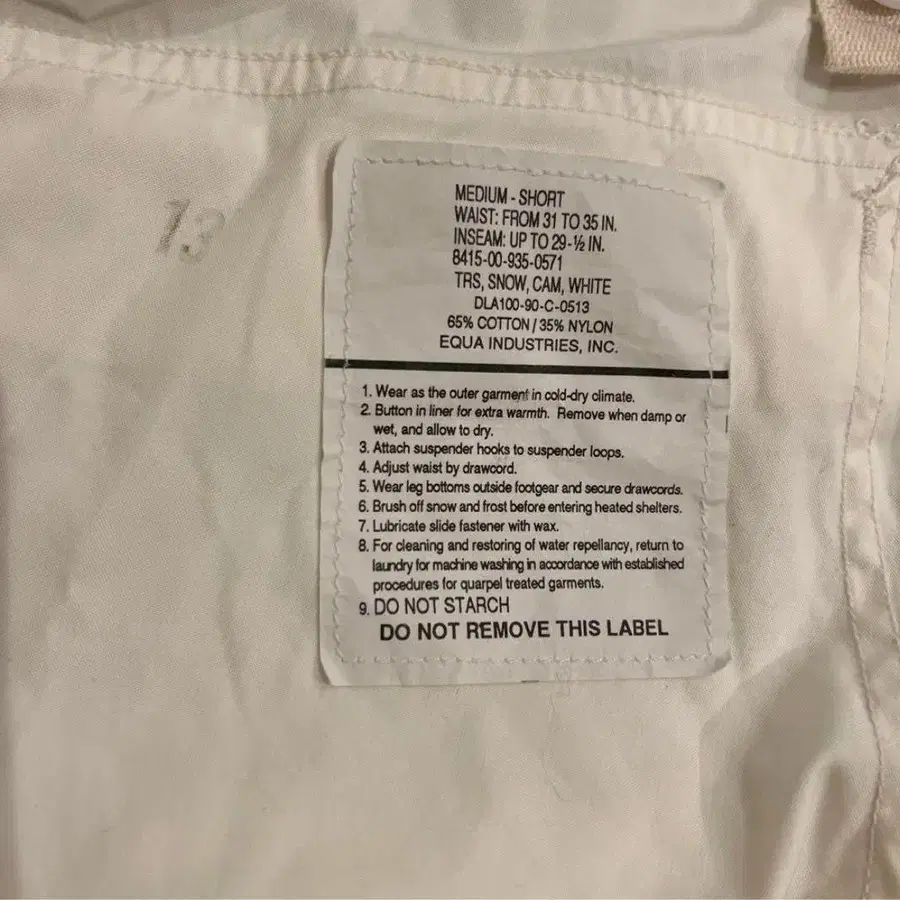 13
MEDIUM - SHORT
WAIST: FROM 31 TO 35 IN.
INSEAM: UP TO 29-½ IN.
8415-00-935-0571
TRS, SNOW, CAM, WHITE
DLA100-90-C-0513
65% COTTON / 35% NYLON
EQUA INDUSTRIES, INC.
1. Wear as the outer garment in cold-dry climate.
2. Button in liner for extra warmth. Remove when damp or
wet, and allow to dry.
3. Attach suspender hooks to suspender loops.
4. Adjust waist by drawcord.
5. Wear leg bottoms outside footgear and secure drawcords.
6. Brush off snow and frost before entering heated shelters.
7. Lubricate slide fastener with wax.
8. For cleaning and restoring of water repellancy, return to
laundry for machine washing in accordance with established
procedures for quarpel treated garments.
9. DO NOT STARCH
DO NOT REMOVE THIS LABEL